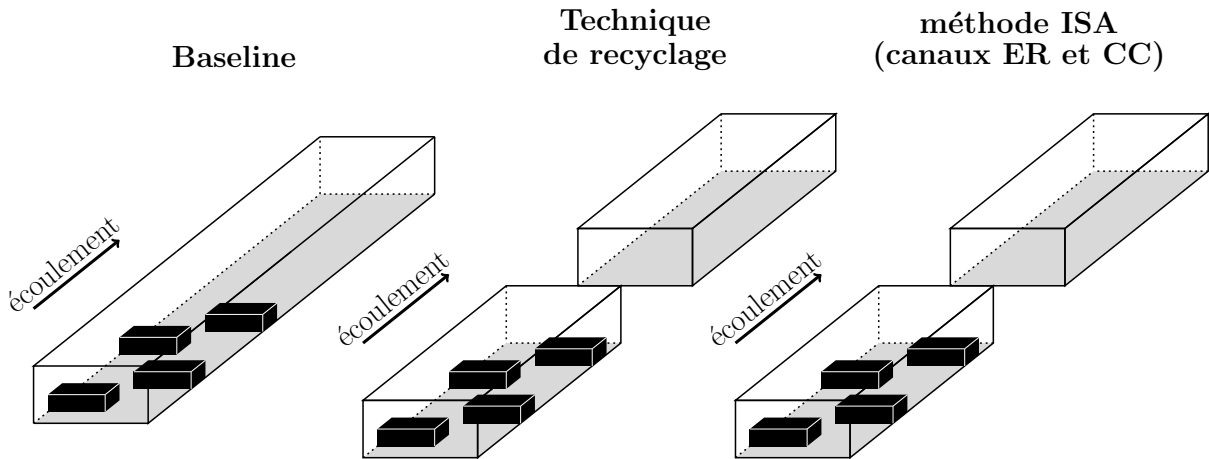 Baseline
Technique
de recyclage
méthode ISA
(canaux ER et CC)
écoulement
écoulement
écoulement